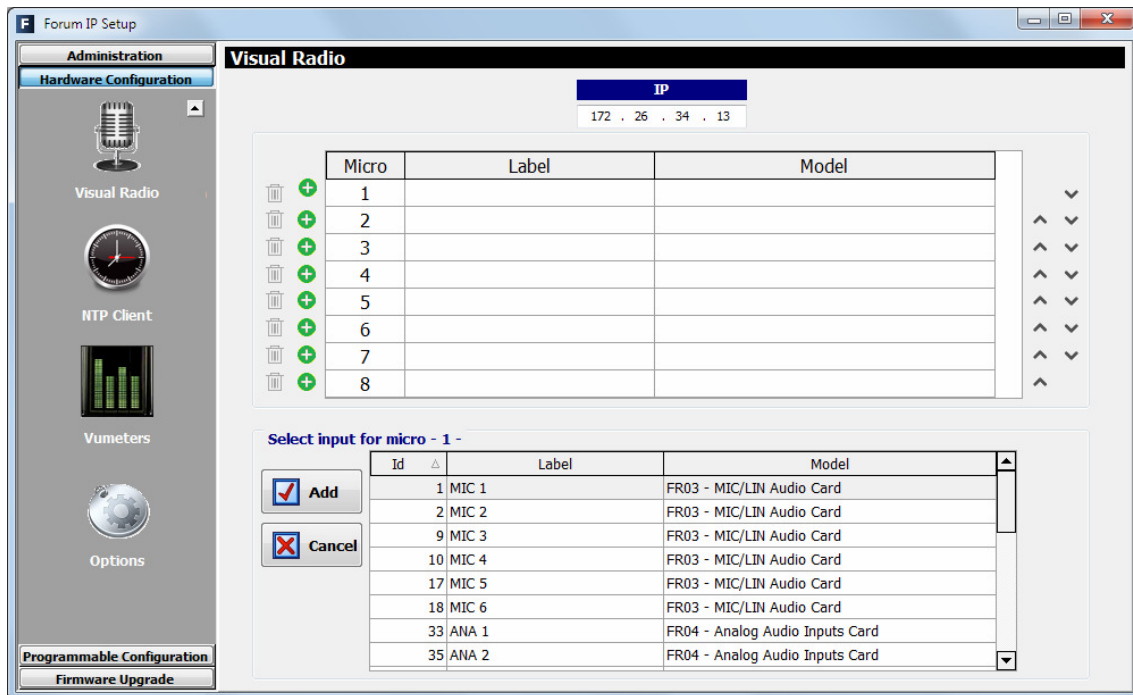 F Forum IP Setup
Administration
Hardware Configuration
Visual Radio
NTP Client
Vumeters
Options
Programmable Configuration
Firmware Upgrade
Visual Radio
IP
172 . 26 . 34 . 13
Micro Label Model
1
2
3
4
5
6
7
8
Select input for micro - 1 -
Add
Cancel
Id Label Model
1 MIC 1 FR03 - MIC/LIN Audio Card
2 MIC 2 FR03 - MIC/LIN Audio Card
9 MIC 3 FR03 - MIC/LIN Audio Card
10 MIC 4 FR03 - MIC/LIN Audio Card
17 MIC 5 FR03 - MIC/LIN Audio Card
18 MIC 6 FR03 - MIC/LIN Audio Card
33 ANA 1 FR04 - Analog Audio Inputs Card
35 ANA 2 FR04 - Analog Audio Inputs Card